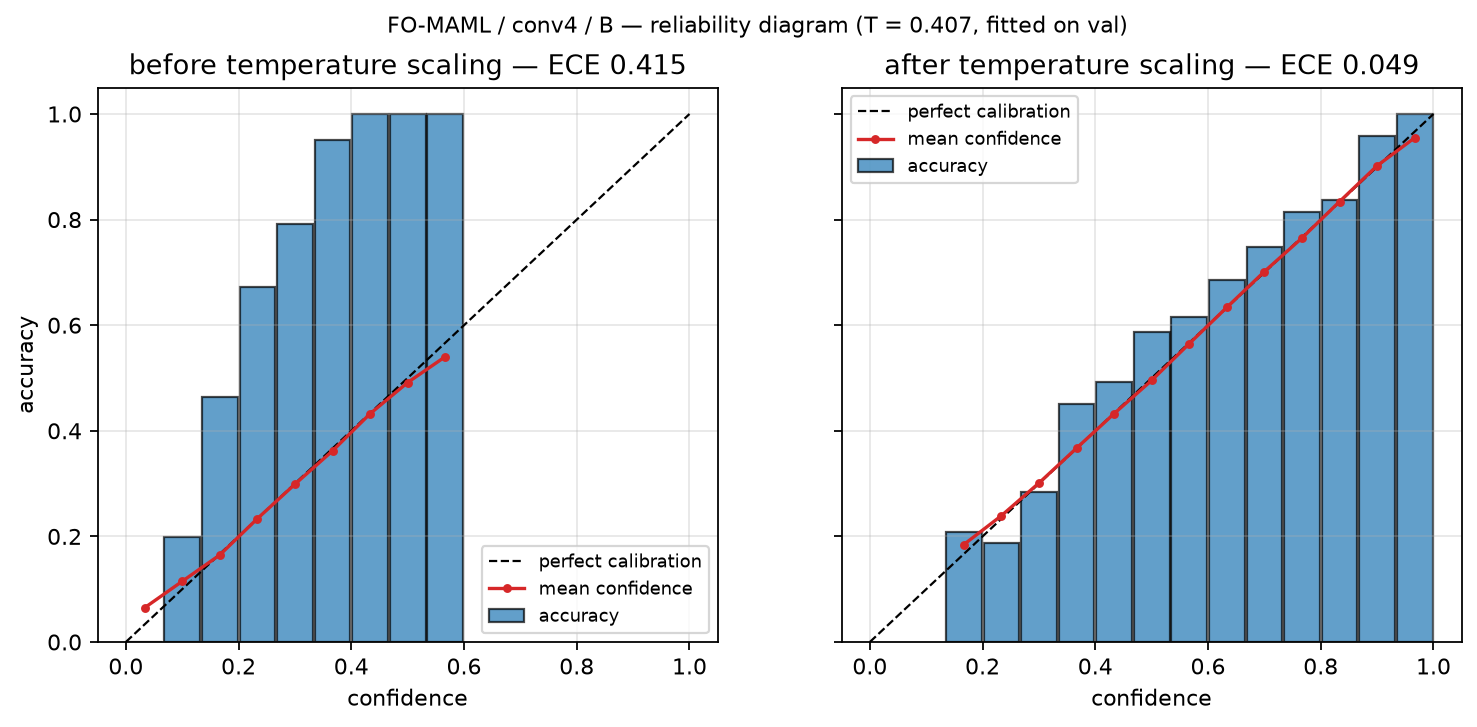 FO-MAML / conv4 / B — reliability diagram (T = 0.407, fitted on val)
before temperature scaling — ECE 0.415
accuracy
1.0
0.8
0.6
0.4
0.2
0.0
perfect calibration
mean confidence
accuracy
0.0 0.2 0.4 0.6 0.8 1.0
confidence
after temperature scaling — ECE 0.049
perfect calibration
mean confidence
accuracy
0.0 0.2 0.4 0.6 0.8 1.0
confidence